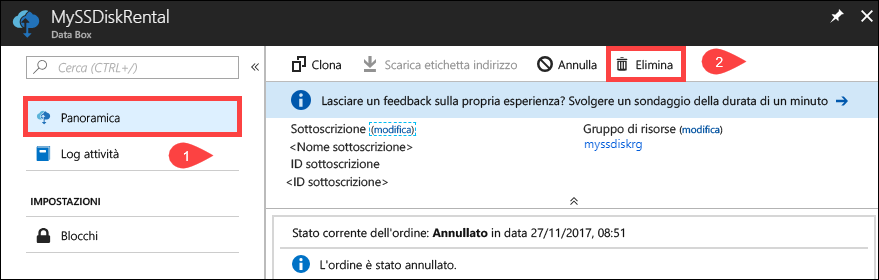 MySSDiskRental
Data Box
Cerca (CTRL+/)
Panoramica
1
Log attività
IMPOSTAZIONI
Blocchi
Clona
Scarica etichetta indirizzo
Annulla
Elimina
2
Lasciare un feedback sulla propria esperienza? Svolgere un sondaggio della durata di un minuto →
Sottoscrizione (modifica)
<Nome sottoscrizione>
ID sottoscrizione
<ID sottoscrizione>
Gruppo di risorse (modifica)
myssdiskrg
Stato corrente dell'ordine: Annullato in data 27/11/2017, 08:51
L'ordine è stato annullato.